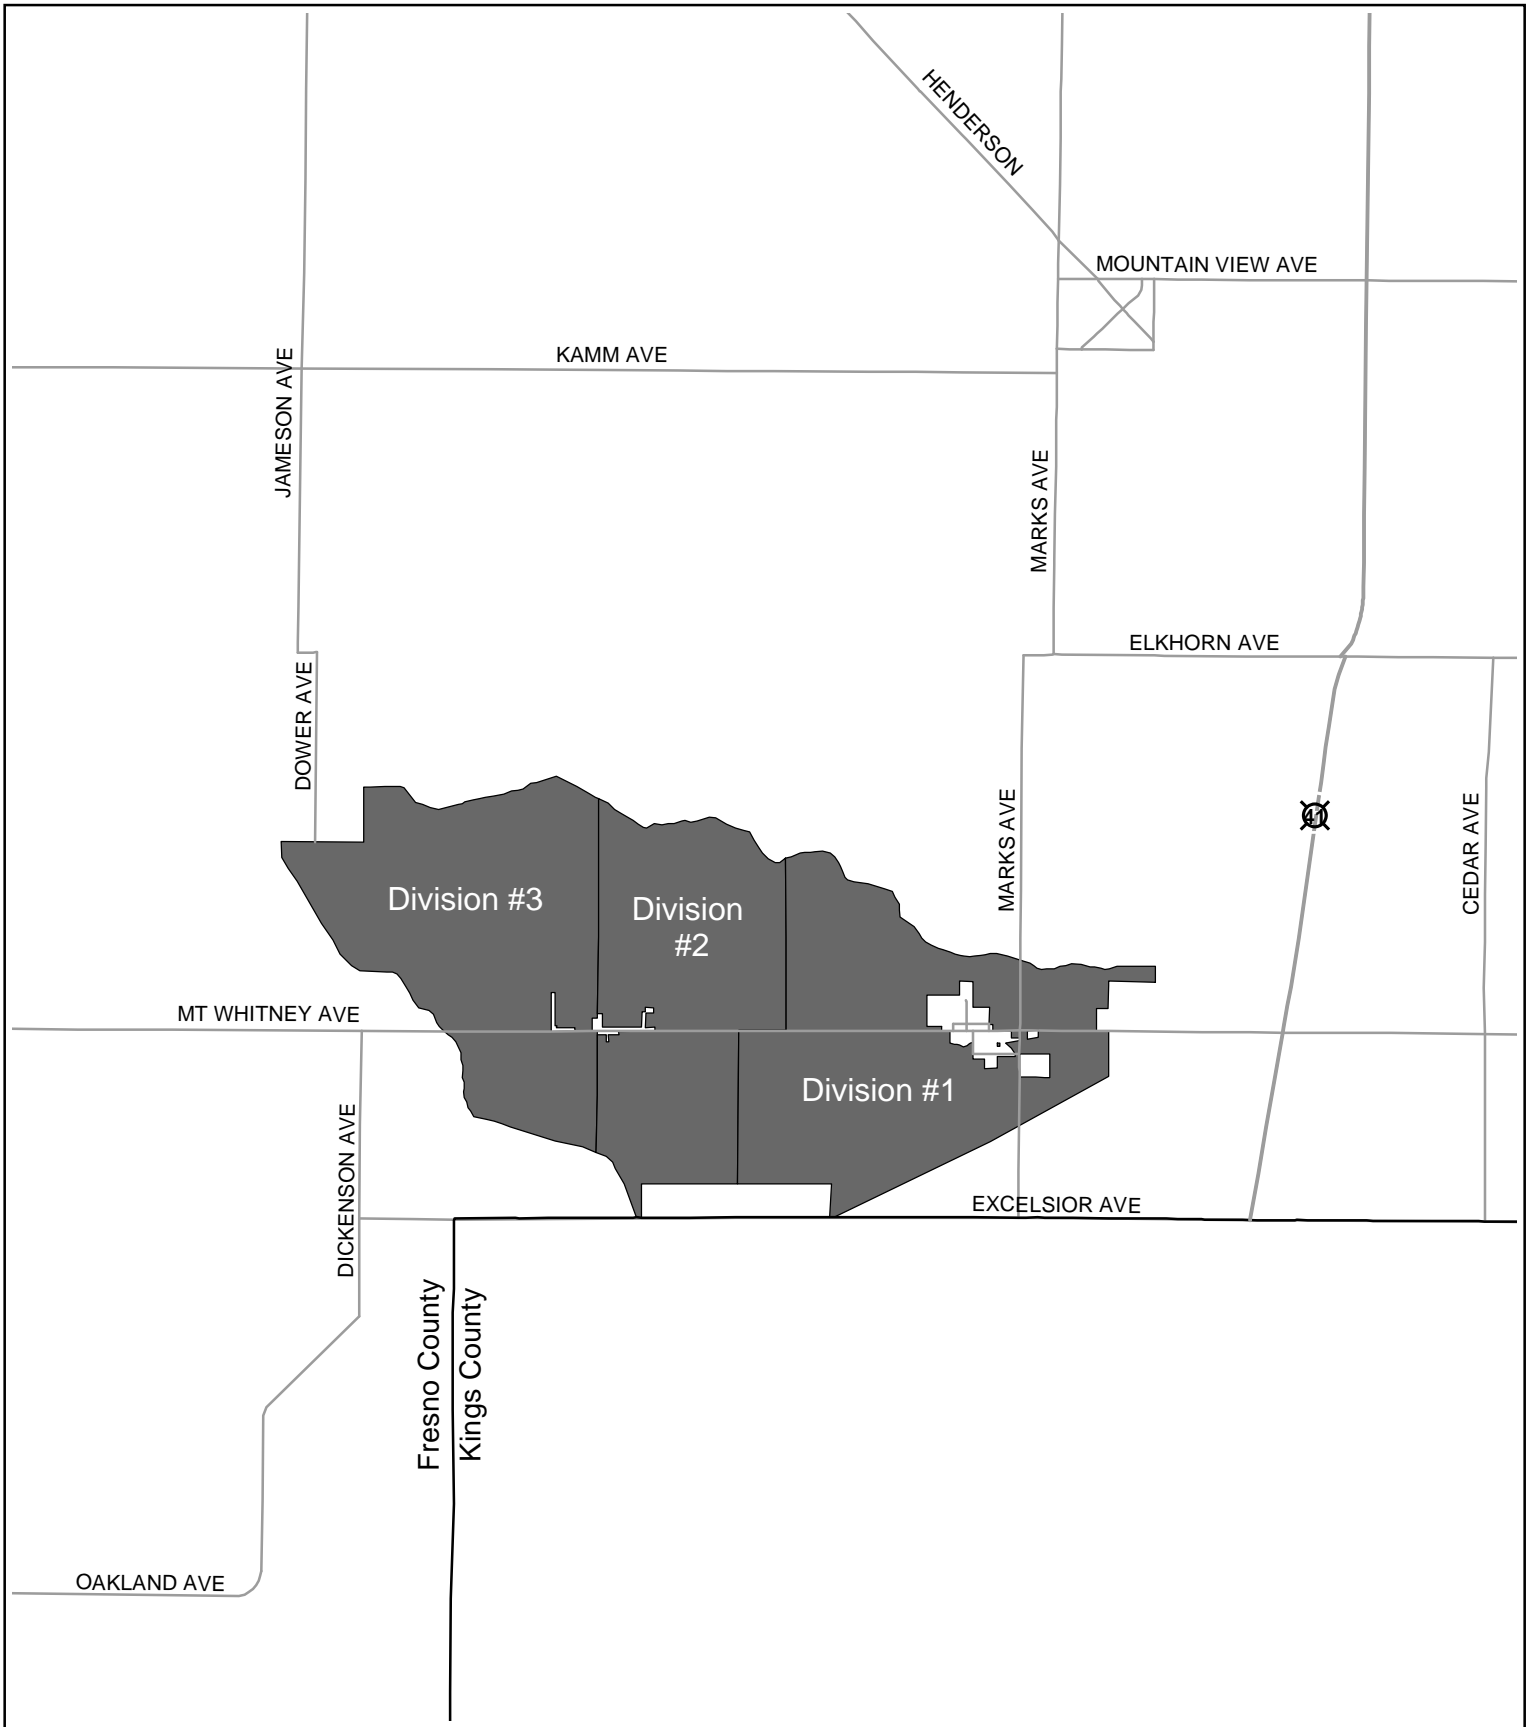 HENDERSON
MOUNTAIN VIEW AVE
KAMM AVE
JAMESON AVE
MARKS AVE
ELKHORN AVE
DOWER AVE
MARKS AVE
41
CEDAR AVE
Division #3
Division
#2
MT WHITNEY AVE
Division #1
DICKENSON AVE
EXCELSIOR AVE
Fresno County
Kings County
OAKLAND AVE